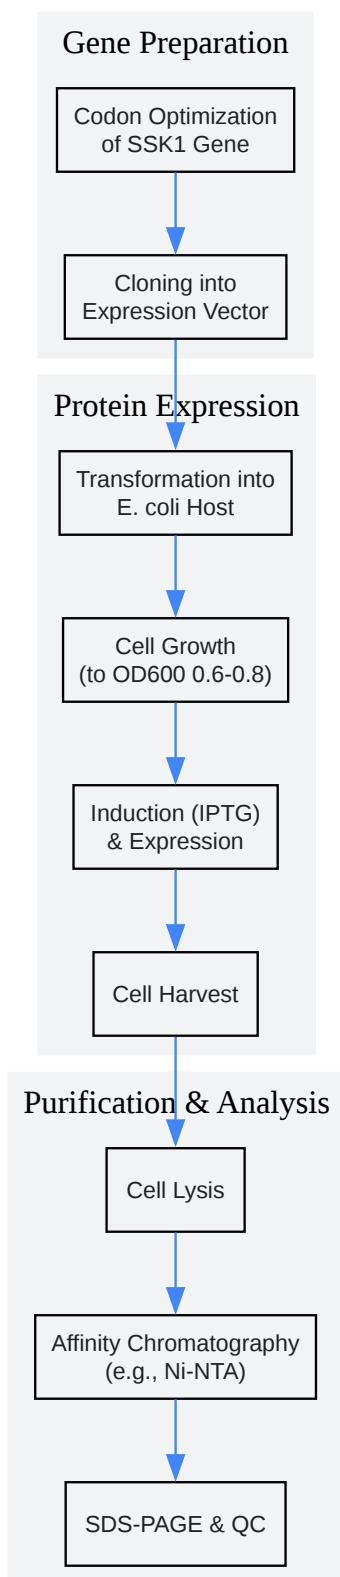 Gene Preparation
Codon Optimization
of SSK1 Gene
Cloning into
Expression Vector
Protein Expression
Transformation into
E. coli Host
Cell Growth
(to OD600 0.6-0.8)
Induction (IPTG)
& Expression
Cell Harvest
Purification & Analysis
Cell Lysis
Affinity Chromatography
(e.g., Ni-NTA)
SDS-PAGE & QC